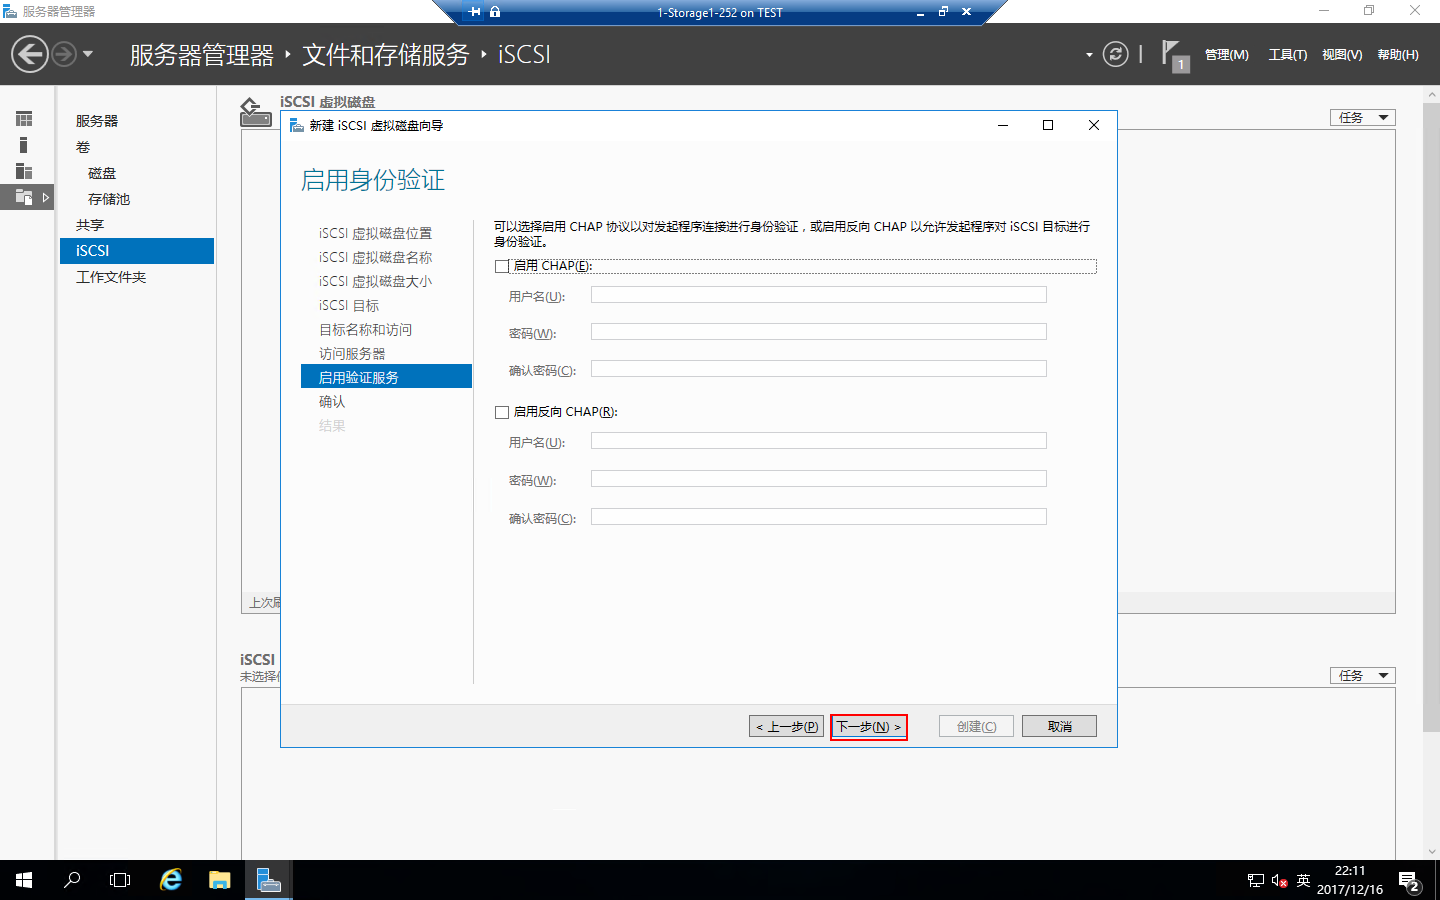 服务器管理器
1-Storage1-252 on TEST
服务器管理器 ‣ 文件和存储服务 ‣ iSCSI
1
管理(M)
工具(T)
视图(V)
帮助(H)
服务器
卷
磁盘
存储池
共享
iSCSI
工作文件夹
iSCSI 虚拟磁盘
任务
新建 iSCSI 虚拟磁盘向导
启用身份验证
iSCSI 虚拟磁盘位置
iSCSI 虚拟磁盘名称
iSCSI 虚拟磁盘大小
iSCSI 目标
目标名称和访问
访问服务器
启用验证服务
确认
结果
可以选择启用 CHAP 协议以对发起程序连接进行身份验证，或启用反向 CHAP 以允许发起程序对 iSCSI 目标进行
身份验证。
启用 CHAP(E):
用户名(U):
密码(W):
确认密码(C):
启用反向 CHAP(R):
用户名(U):
密码(W):
确认密码(C):
< 上一步(P)
下一步(N) >
创建(C)
取消
上次刷
iSCSI
未选择
任务
英
22:11
2017/12/16
2